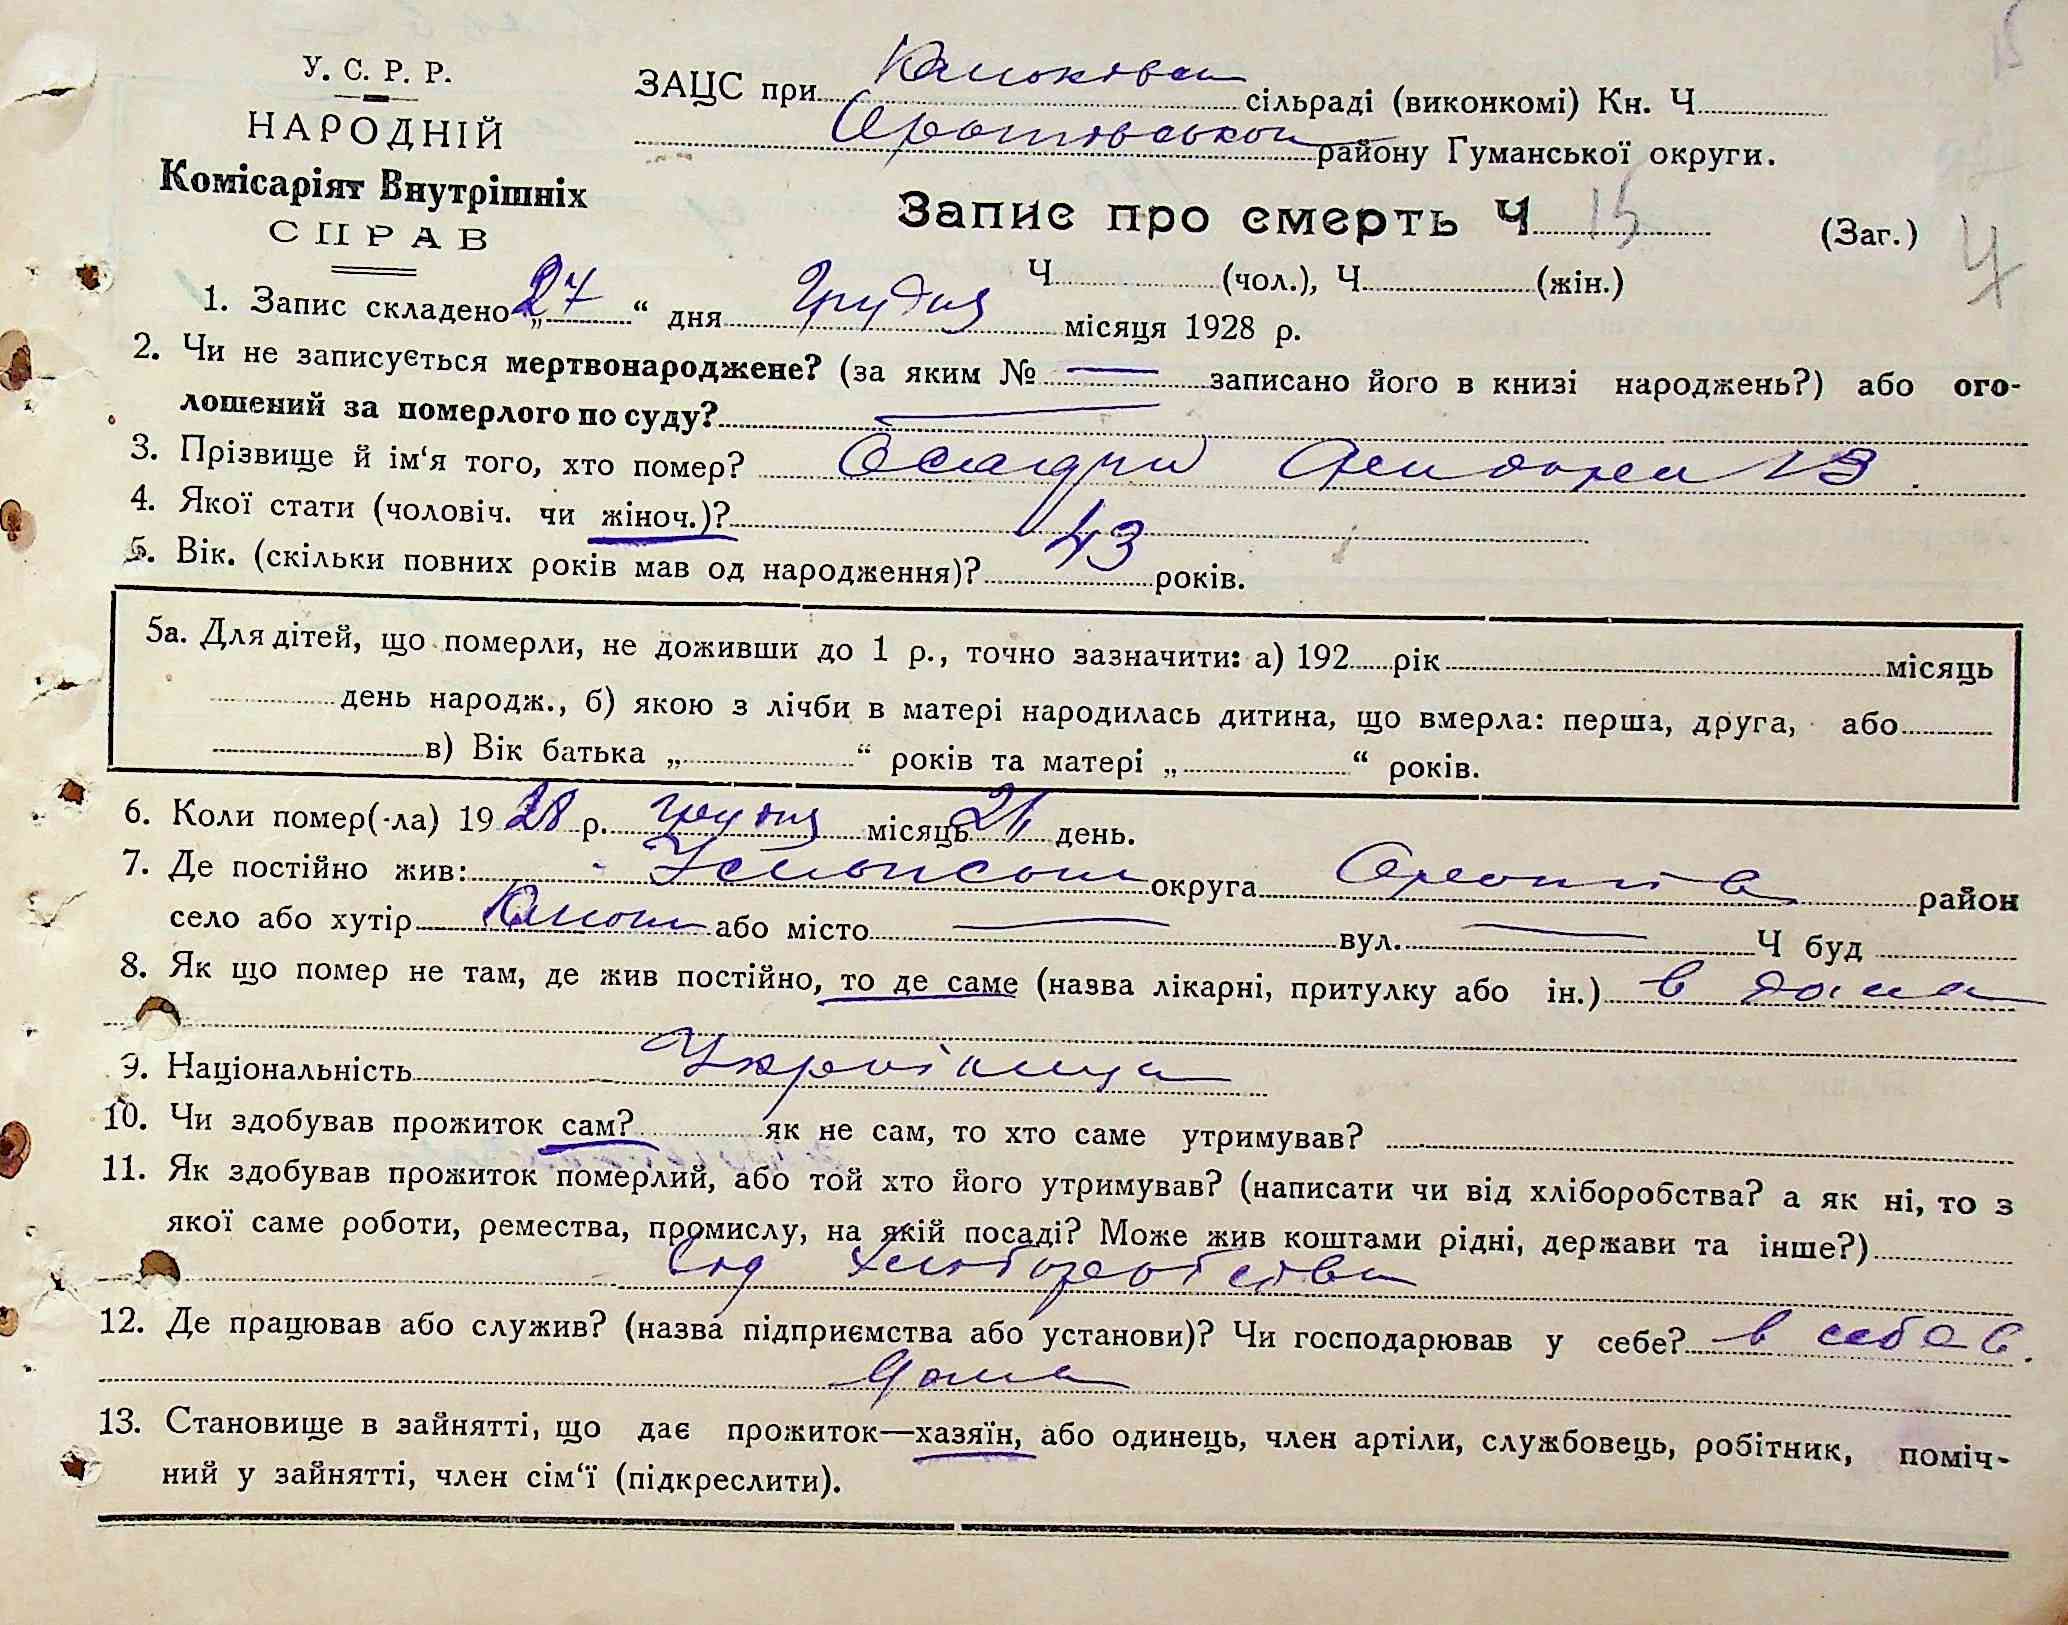 У. С. Р. Р.
НАРОДНІЙ
Комісаріят Внутрішніх
СПРАВ
ЗАЦС при сільраді (виконкомі) Кн. Ч
району Гуманської округи.
Запис про смерть Ч 15 (Заг.) 4
Ч (чол.), Ч (жін.)
1. Запис складено „27“ дня Грудня місяця 1928 р.
2. Чи не записується мертвонароджене? (за яким № — записано його в книзі народжень?) або ого-
лошений за померлого по суду? —
3. Прізвище й ім‘я того, хто помер?
4. Якої стати (чоловіч. чи жіноч.)?
5. Вік. (скільки повних років мав од народження)? 43 років.
5а. Для дітей, що померли, не доживши до 1 р., точно зазначити: а) 192 рік місяць
день народж., б) якою з лічби в матері народилась дитина, що вмерла: перша, друга, або
в) Вік батька „ “ років та матері „ “ років.
6. Коли помер(-ла) 1928 р. грудня місяць день.
7. Де постійно жив: округа район
село або хутір або місто — вул. — Ч буд
8. Як що помер не там, де жив постійно, то де саме (назва лікарні, притулку або ін.) в дома
9. Національність Украінца
10. Чи здобував прожиток сам? як не сам, то хто саме утримував?
11. Як здобував прожиток померлий, або той хто його утримував? (написати чи від хліборобства? а як ні, то з
якої саме роботи, ремества, промислу, на якій посаді? Може жив коштами рідні, держави та інше?)
від хліборобства
12. Де працював або служив? (назва підприємства або установи)? Чи господарював у себе? в себе в.
дома
13. Становище в зайнятті, що дає прожиток—хазяїн, або одинець, член артіли, службовець, робітник, поміч-
ний у зайнятті, член сім‘ї (підкреслити).